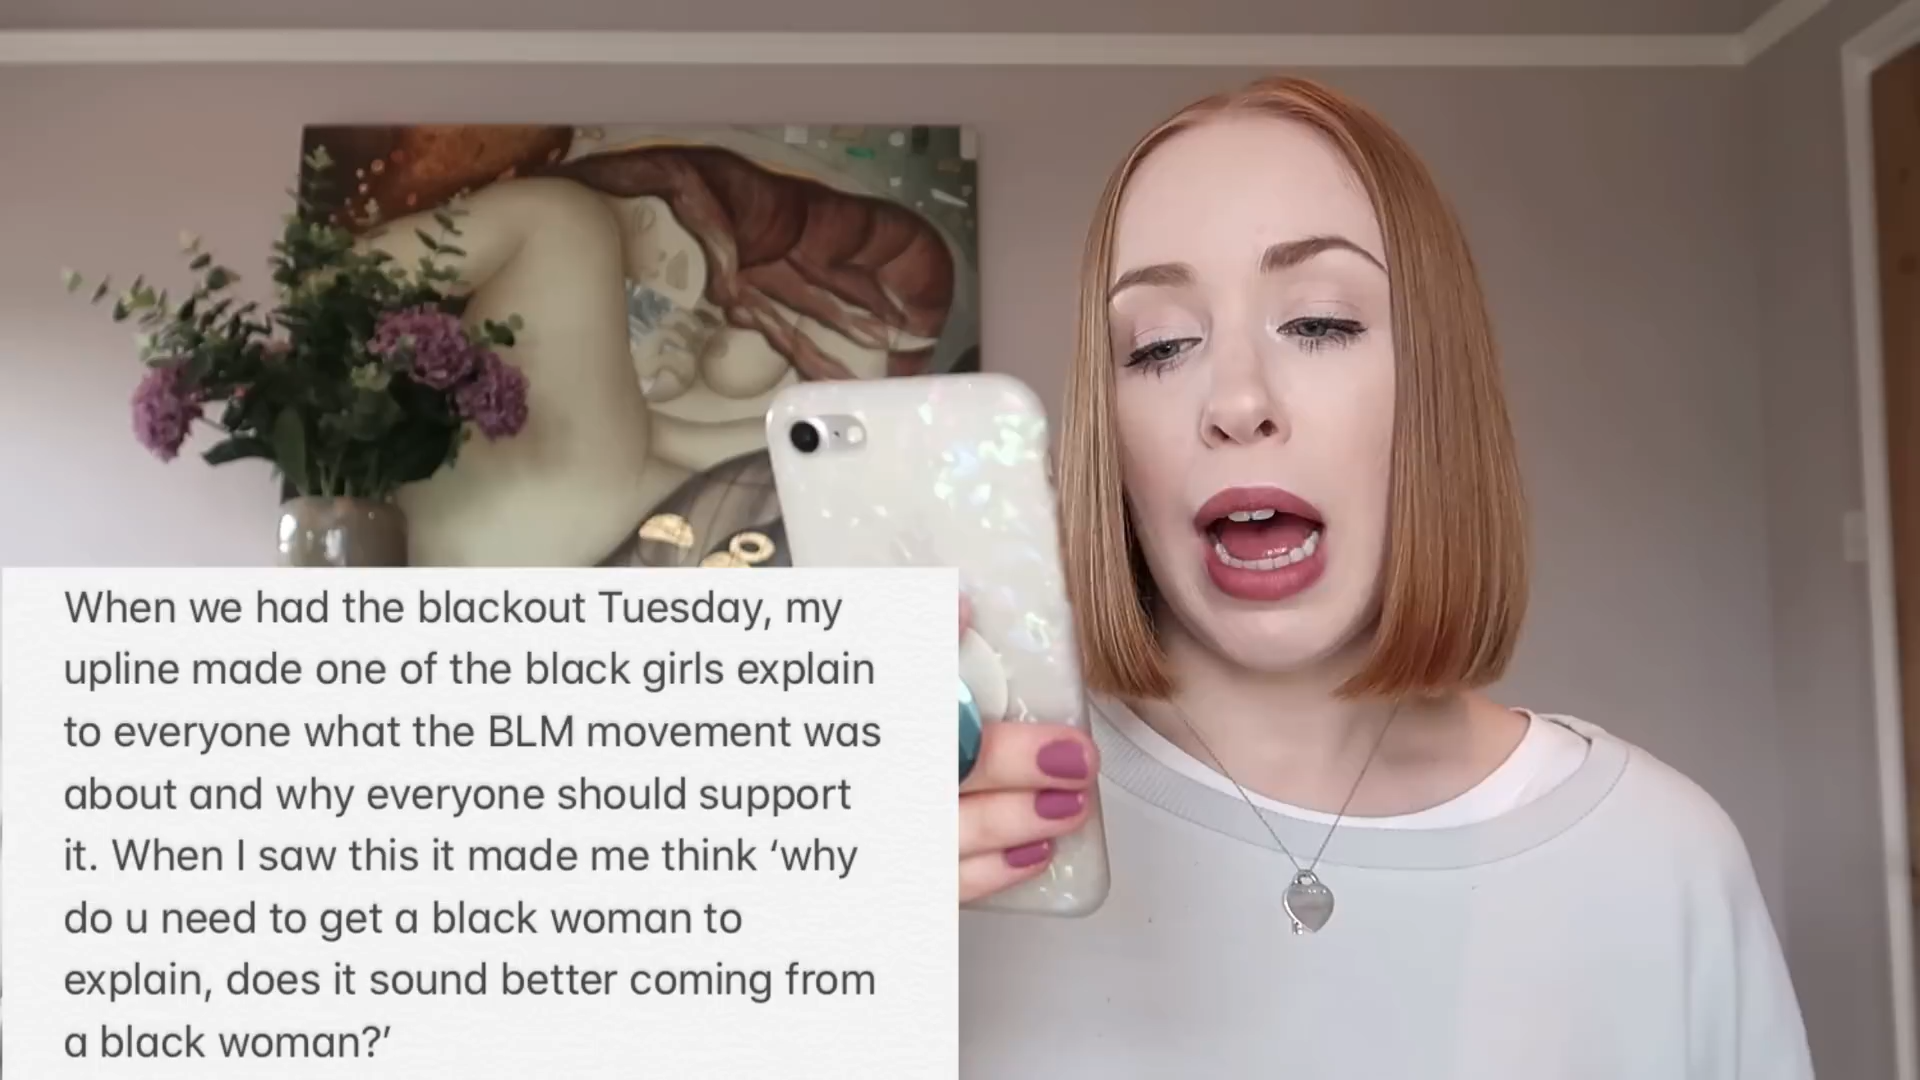 When we had the blackout Tuesday, my
upline made one of the black girls explain
to everyone what the BLM movement was
about and why everyone should support
it. When I saw this it made me think ‘why
do u need to get a black woman to
explain, does it sound better coming from
a black woman?’